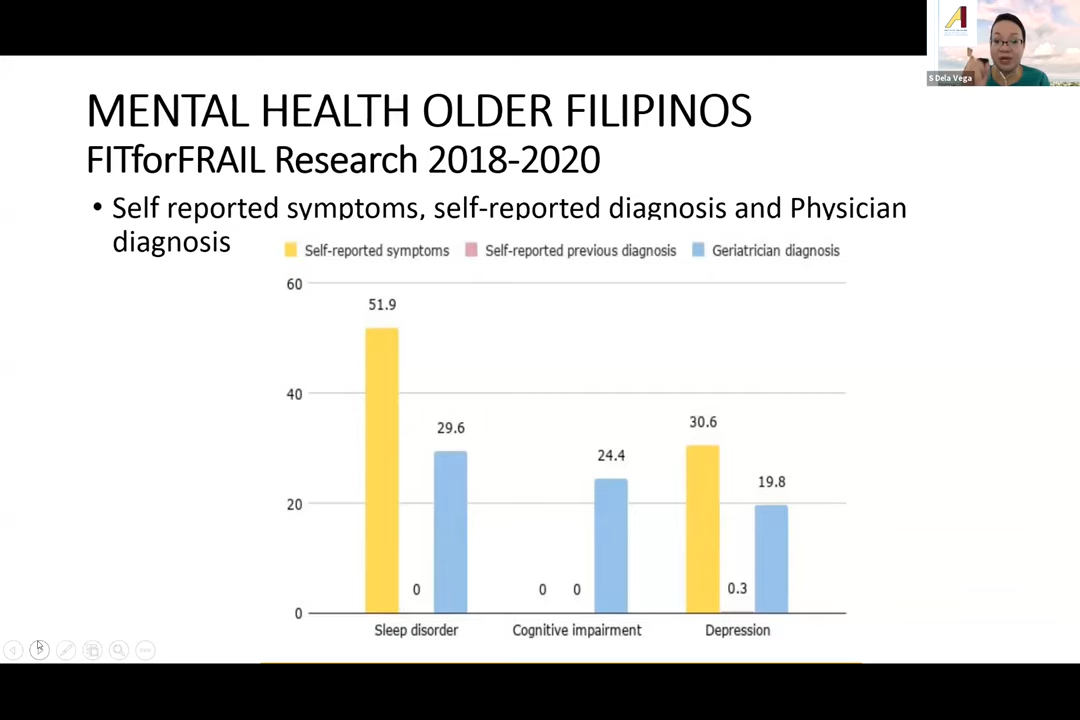 S Dela Vega
MENTAL HEALTH OLDER FILIPINOS
FITforFRAIL Research 2018-2020
• Self reported symptoms, self-reported diagnosis and Physician
diagnosis
Self-reported symptoms Self-reported previous diagnosis Geriatrician diagnosis
60
51.9
40
29.6
30.6
24.4
20
19.8
0
0
0
0.3
0
Sleep disorder Cognitive impairment Depression